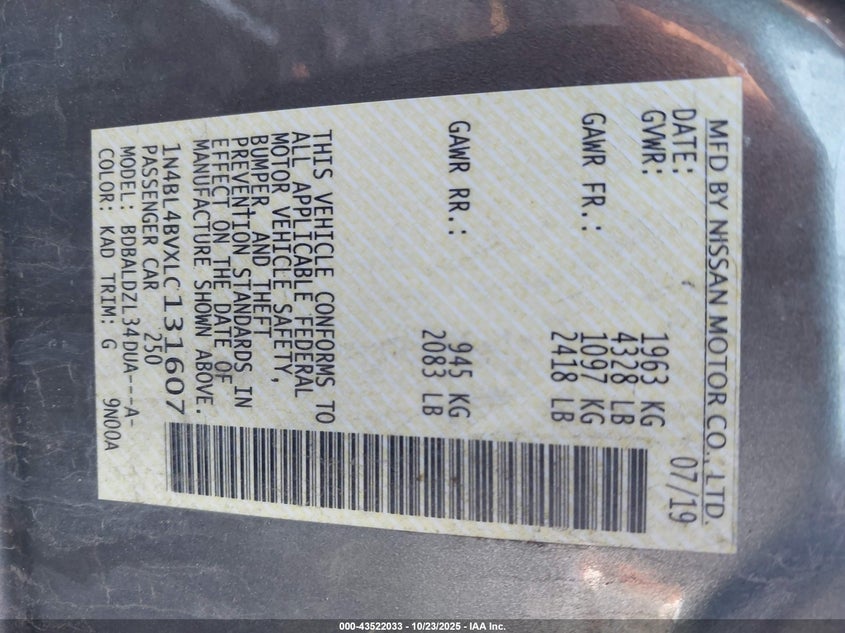 MFD BY NISSAN MOTOR CO., LTD.
DATE: 07/19
GVWR: 1963 KG
4328 LB
GAWR FR.: 1097 KG
2418 LB
GAWR RR.: 945 KG
2083 LB
THIS VEHICLE CONFORMS TO
ALL APPLICABLE FEDERAL
MOTOR VEHICLE SAFETY,
BUMPER, AND THEFT
PREVENTION STANDARDS IN
EFFECT ON THE DATE OF
MANUFACTURE SHOWN ABOVE.
1N4BL4BVXLC131607
PASSENGER CAR 250
MODEL: BDBALDZL34DUA---A-
COLOR: KAD TRIM: G 9N00A
000-43522033 - 10/23/2025 - IAA Inc.